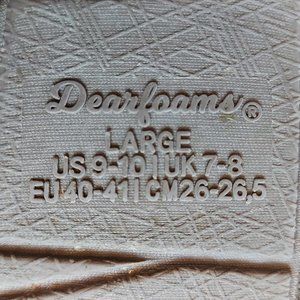 Dearfoams®
LARGE
US 9-10 | UK 7-8
EU 40-41 | CM 26-26,5